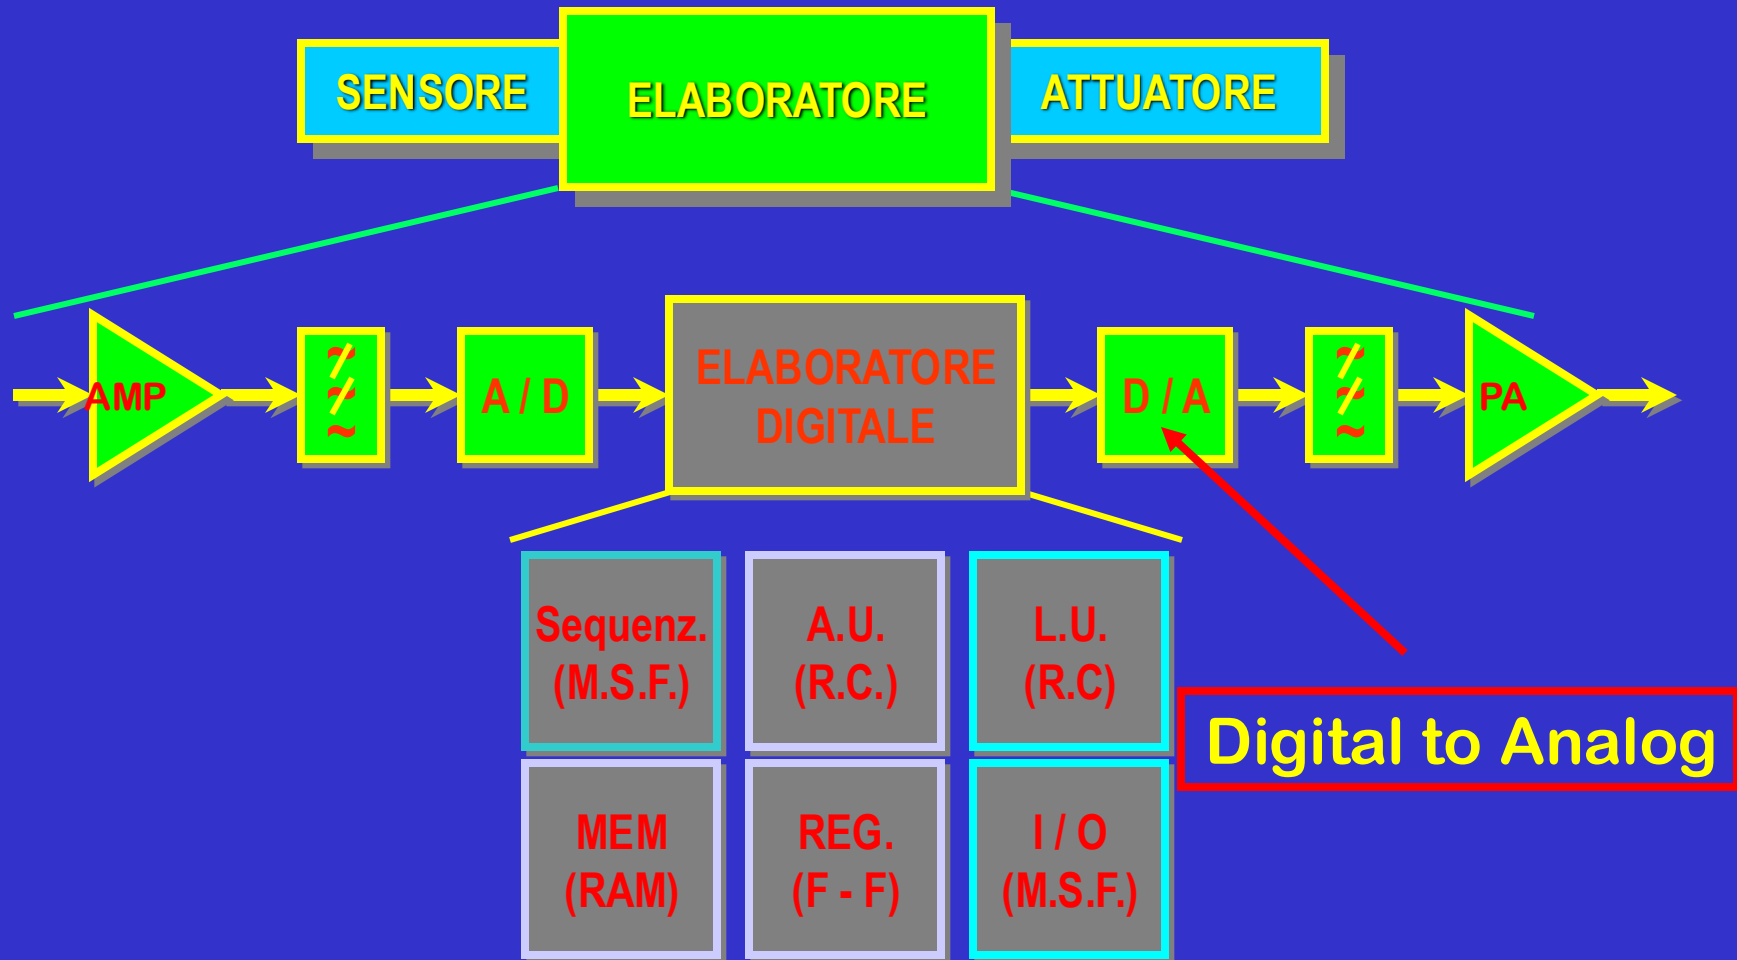 SENSORE
ELABORATORE
ATTUATORE
AMP
A / D
ELABORATORE
DIGITALE
D / A
PA
Sequenz.
(M.S.F.)
A.U.
(R.C.)
L.U.
(R.C)
Digital to Analog
MEM
(RAM)
REG.
(F - F)
I / O
(M.S.F.)